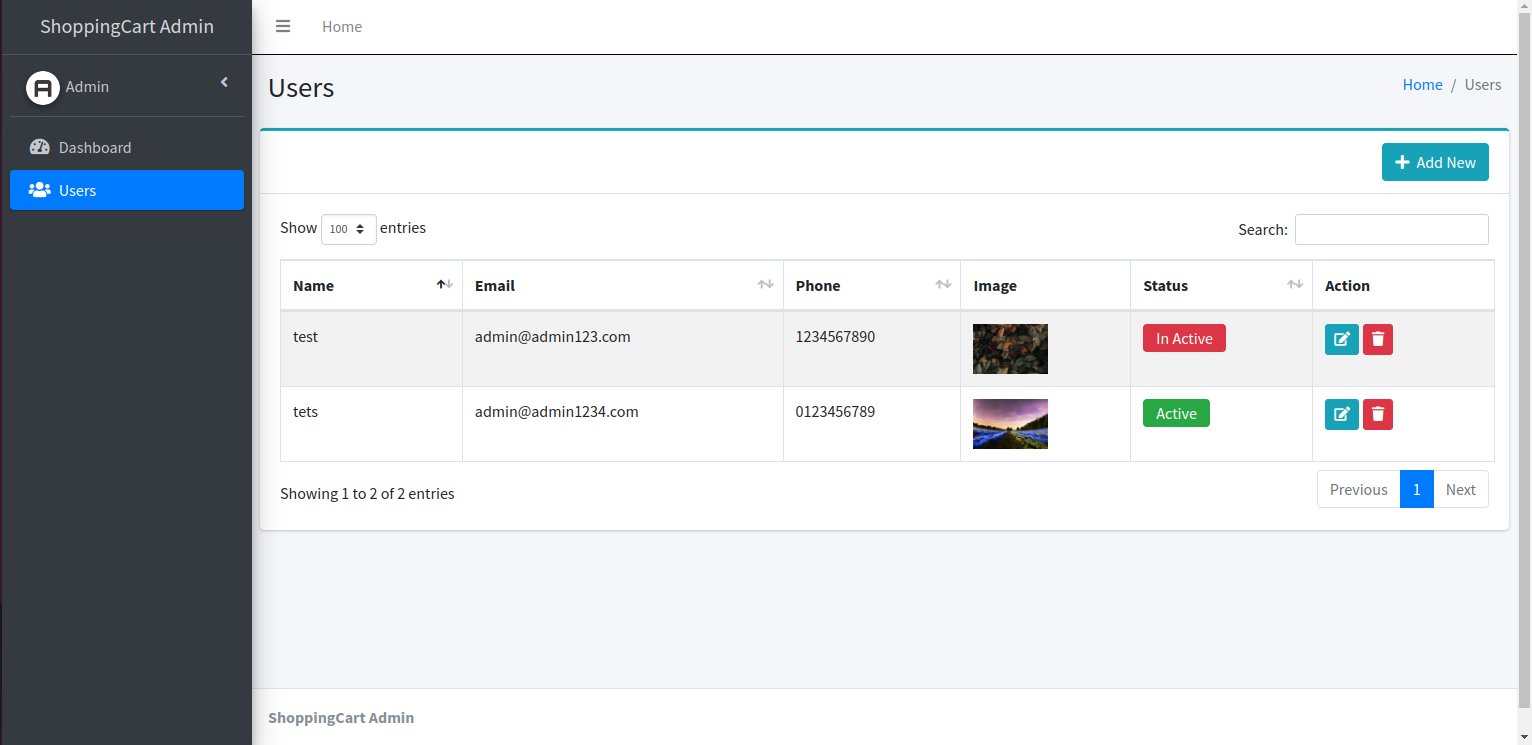 ShoppingCart Admin
Home
Admin
Dashboard
Users
Users
Home / Users
Add New
Show 100 entries
Search:
Name Email Phone Image Status Action
test admin@admin123.com 1234567890 In Active
tets admin@admin1234.com 0123456789 Active
Showing 1 to 2 of 2 entries
Previous 1 Next
ShoppingCart Admin